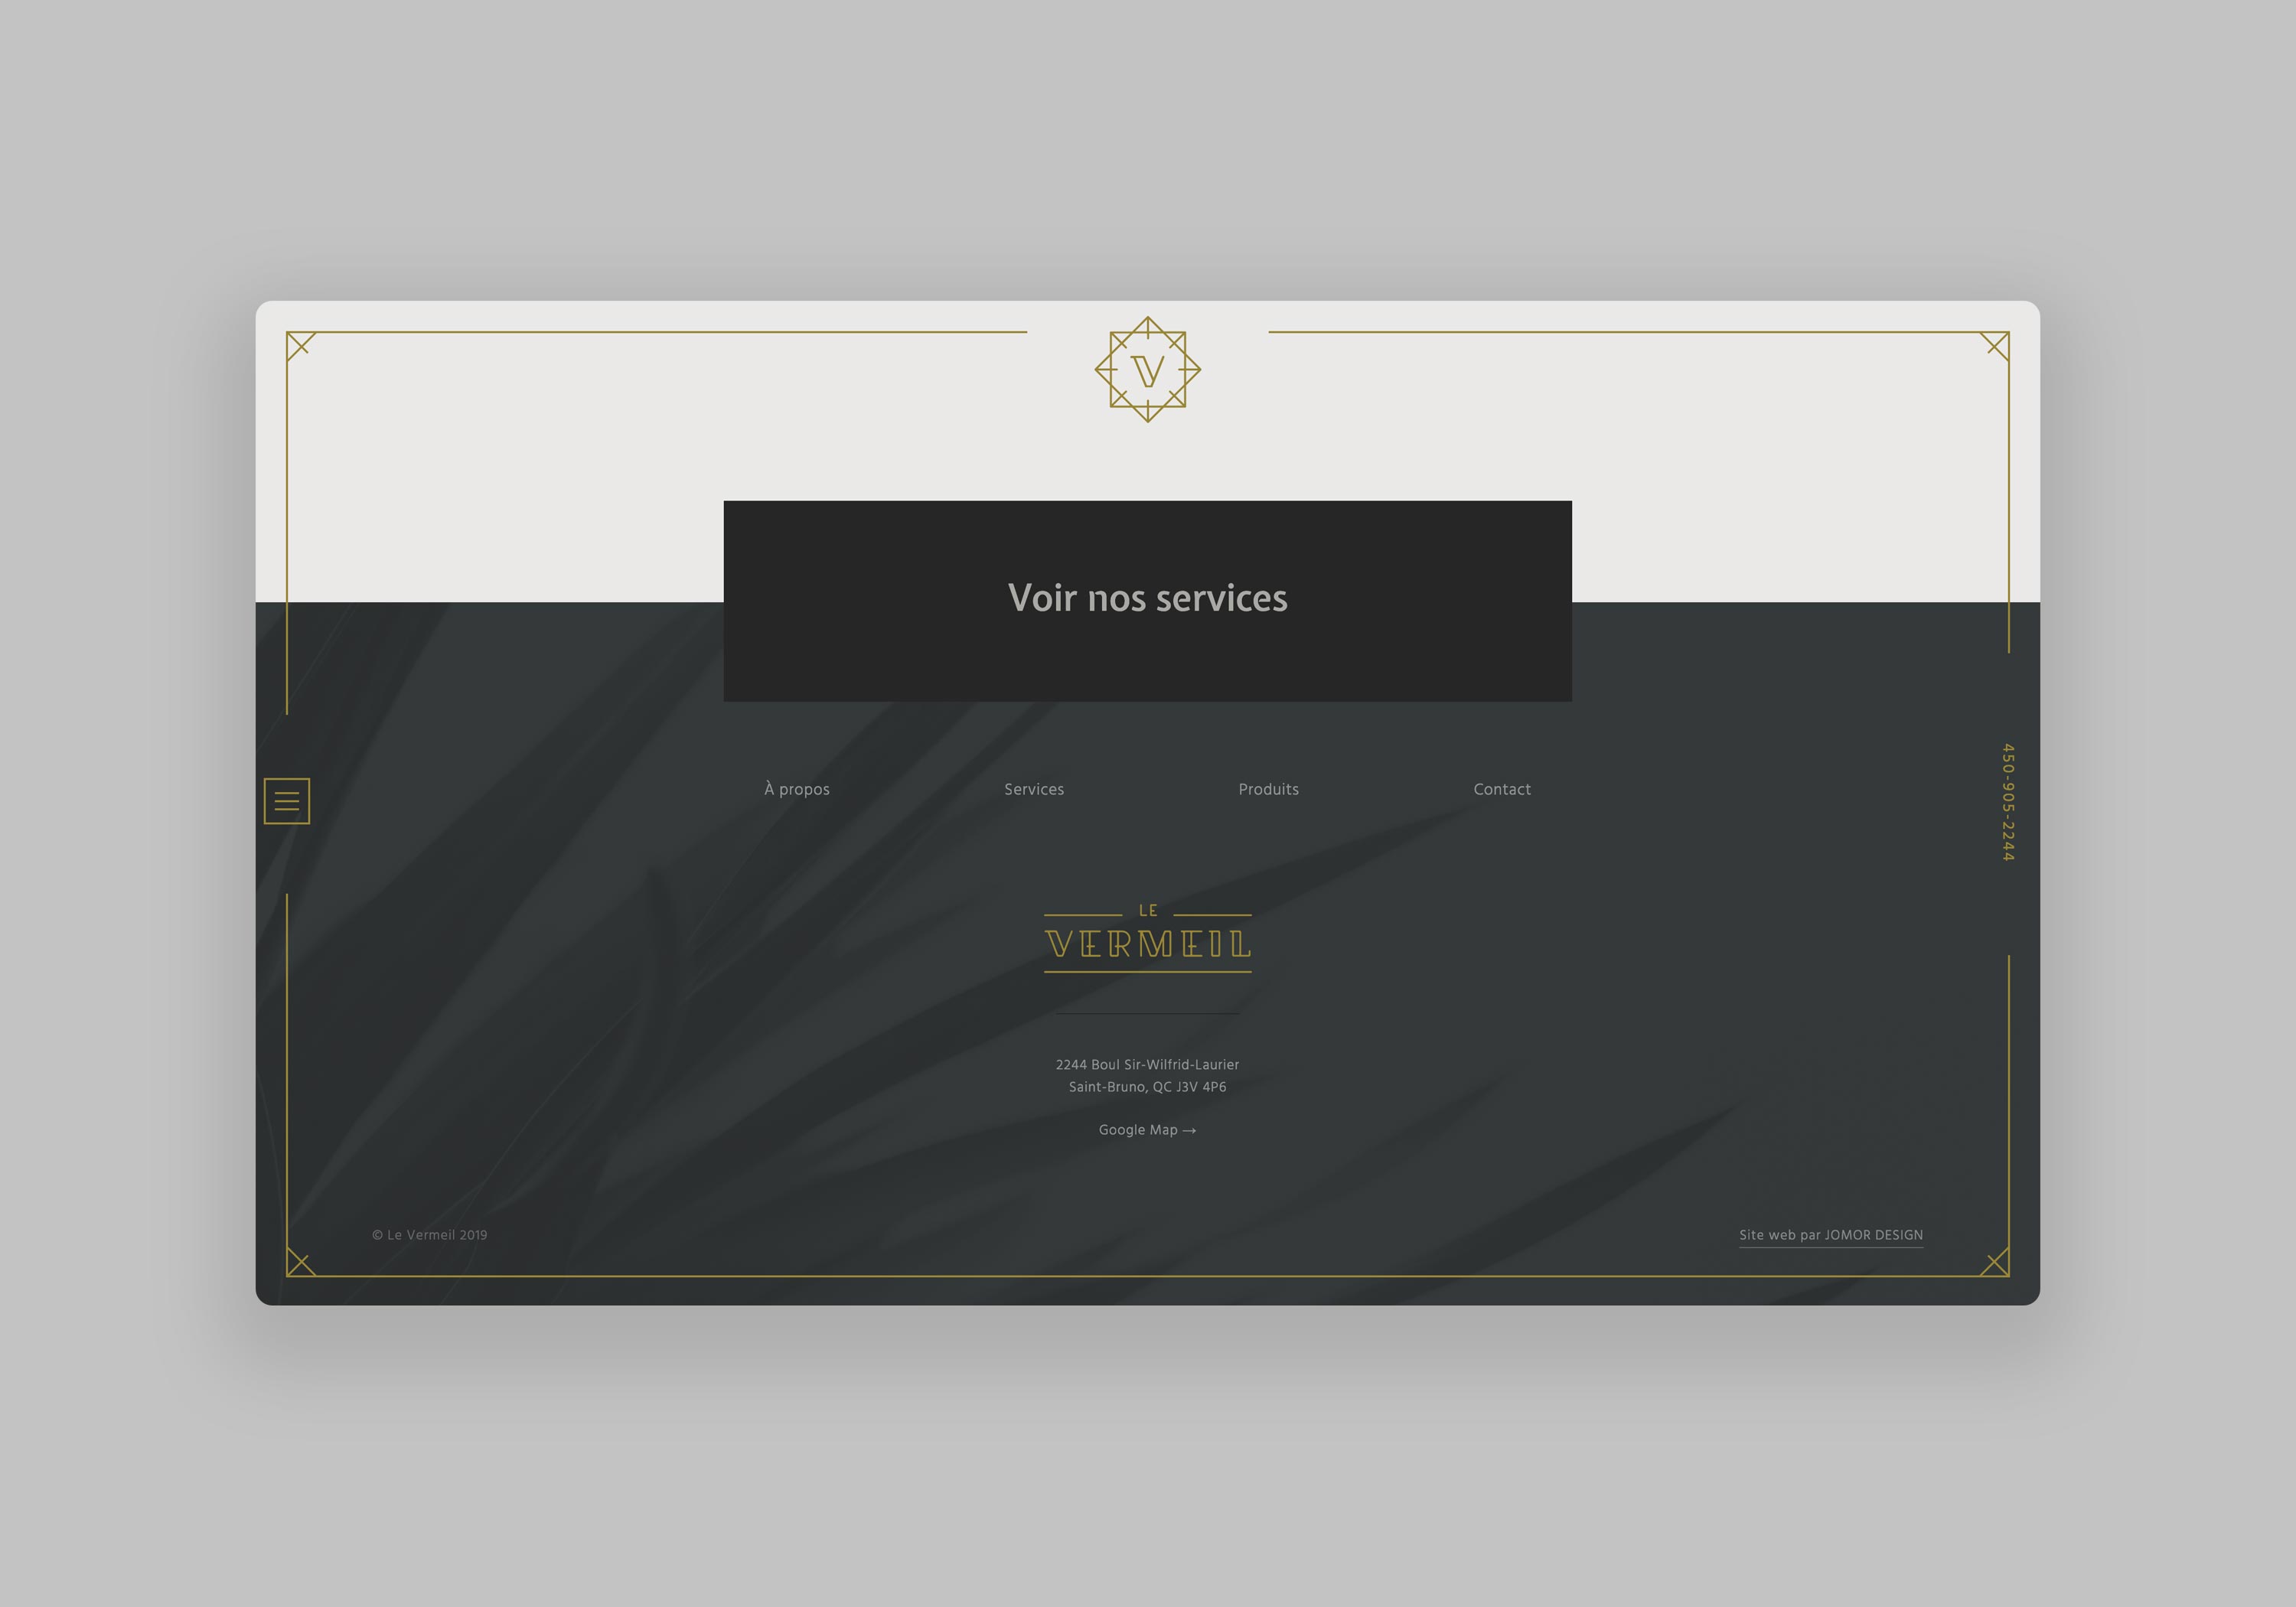 V
Voir nos services
À propos
Services
Produits
Contact
450-905-2244
LE
VERMEIL
2244 Boul Sir-Wilfrid-Laurier
Saint-Bruno, QC J3V 4P6
Google Map →
© Le Vermeil 2019
Site web par JOMOR DESIGN